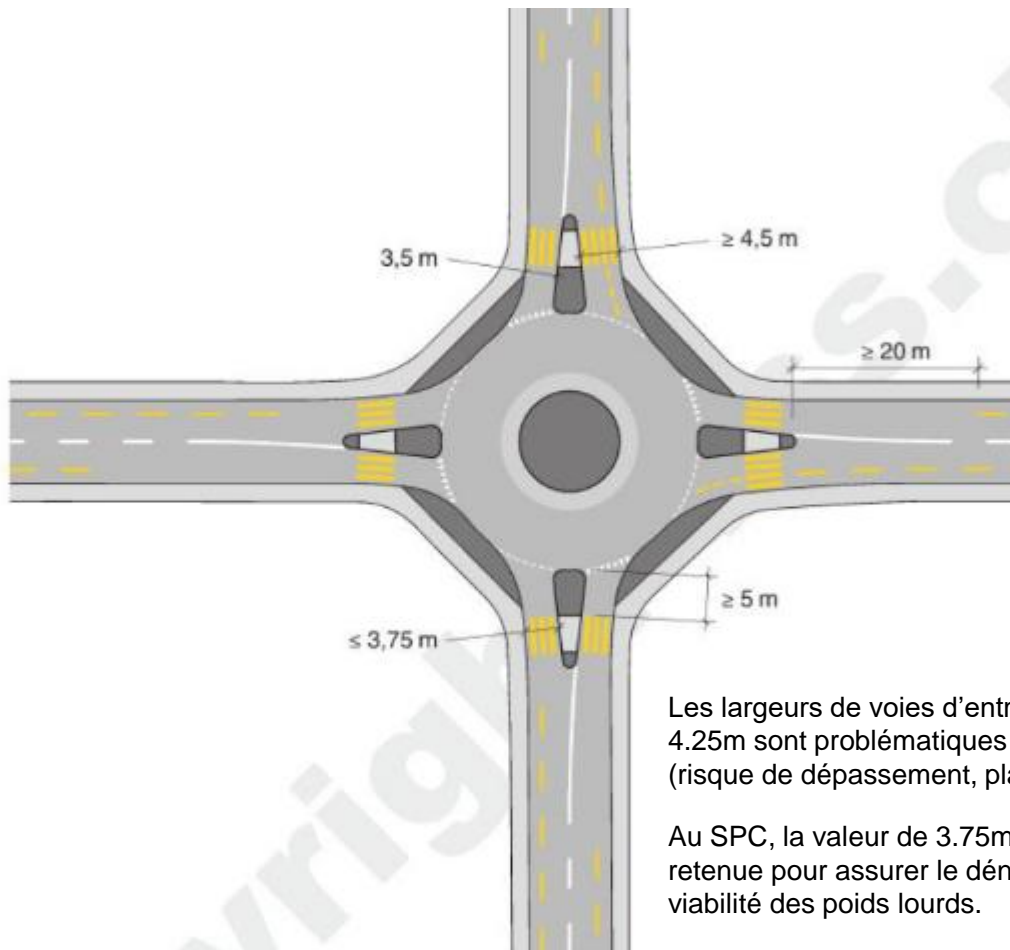 3,5 m
≥ 4,5 m
≥ 20 m
≥ 5 m
≤ 3,75 m
Les largeurs de voies d’entr
4.25m sont problématiques
(risque de dépassement, pla
Au SPC, la valeur de 3.75m
retenue pour assurer le dén
viabilité des poids lourds.